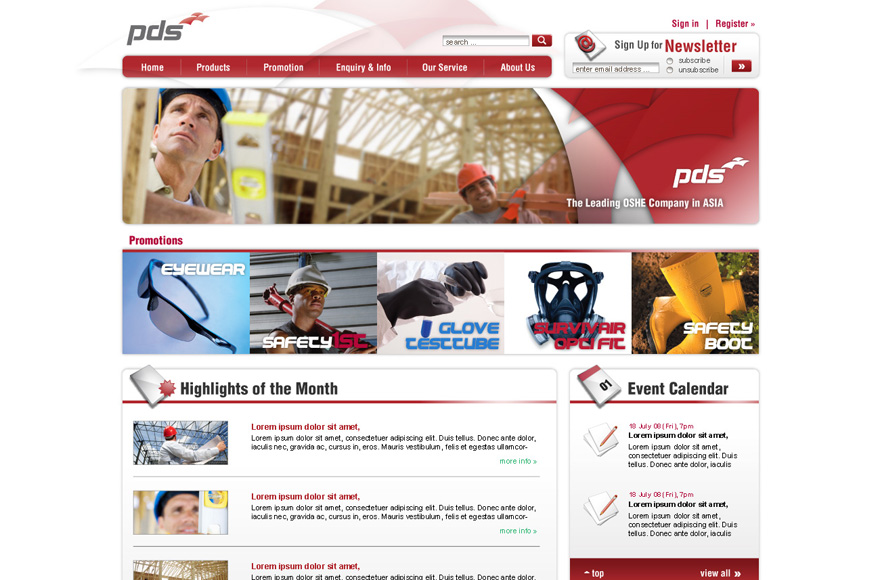 pds
Sign in | Register »
search ...
Sign Up for Newsletter
enter email address ...
subscribe
unsubscribe
Home
Products
Promotion
Enquiry & Info
Our Service
About Us
pds
The Leading OSHE Company in ASIA
Promotions
EYEWEAR
SAFETY 1ST
GLOVE
TESTTUBE
SURVIVAIR
OPTI FIT
SAFETY
BOOT
Highlights of the Month
Lorem ipsum dolor sit amet,
Lorem ipsum dolor sit amet, consectetuer adipiscing elit. Duis tellus. Donec ante dolor,
iaculis nec, gravida ac, cursus in, eros. Mauris vestibulum, felis et egestas ullamcor-
more info »
Lorem ipsum dolor sit amet,
Lorem ipsum dolor sit amet, consectetuer adipiscing elit. Duis tellus. Donec ante dolor,
iaculis nec, gravida ac, cursus in, eros. Mauris vestibulum, felis et egestas ullamcor-
more info »
Lorem ipsum dolor sit amet,
Lorem ipsum dolor sit amet, consectetuer adipiscing elit. Duis tellus. Donec ante dolor,
01
Event Calendar
18 July 08 (Fri), 7pm
Lorem ipsum dolor sit amet,
Lorem ipsum dolor sit amet,
consectetuer adipiscing elit. Duis
tellus. Donec ante dolor, iaculis
18 July 08 (Fri), 7pm
Lorem ipsum dolor sit amet,
Lorem ipsum dolor sit amet,
consectetuer adipiscing elit. Duis
tellus. Donec ante dolor, iaculis
top
view all »